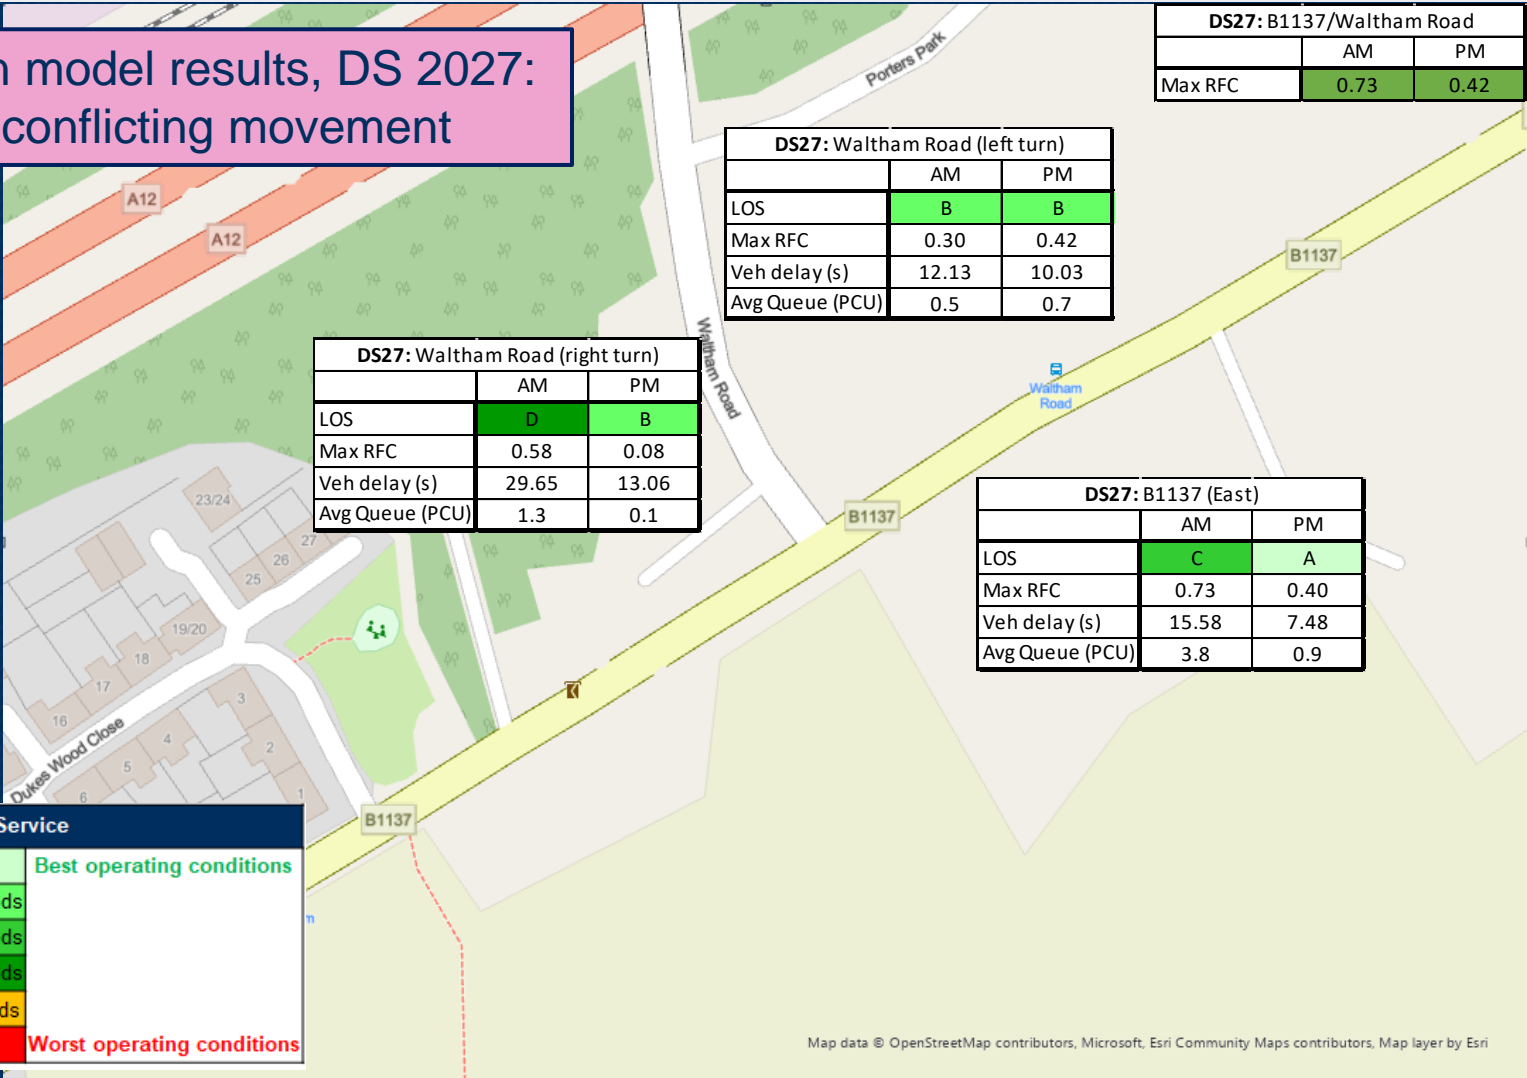 model results, DS 2027:
conflicting movement
DS27: B1137/Waltham Road
AM PM
Max RFC 0.73 0.42
Porters Park
DS27: Waltham Road (left turn)
AM PM
LOS B B
Max RFC 0.30 0.42
Veh delay (s) 12.13 10.03
Avg Queue (PCU) 0.5 0.7
A12
A12
B1137
Waltham Road
Waltham
Road
DS27: Waltham Road (right turn)
AM PM
LOS D B
Max RFC 0.58 0.08
Veh delay (s) 29.65 13.06
Avg Queue (PCU) 1.3 0.1
B1137
DS27: B1137 (East)
AM PM
LOS C A
Max RFC 0.73 0.40
Veh delay (s) 15.58 7.48
Avg Queue (PCU) 3.8 0.9
23/24
27
26
25
19/20
18
17
16
3
4
2
5
6
1
Dukes Wood Close
B1137
Service
Best operating conditions
ds
ds
ds
ds
Worst operating conditions
Map data © OpenStreetMap contributors, Microsoft, Esri Community Maps contributors, Map layer by Esri